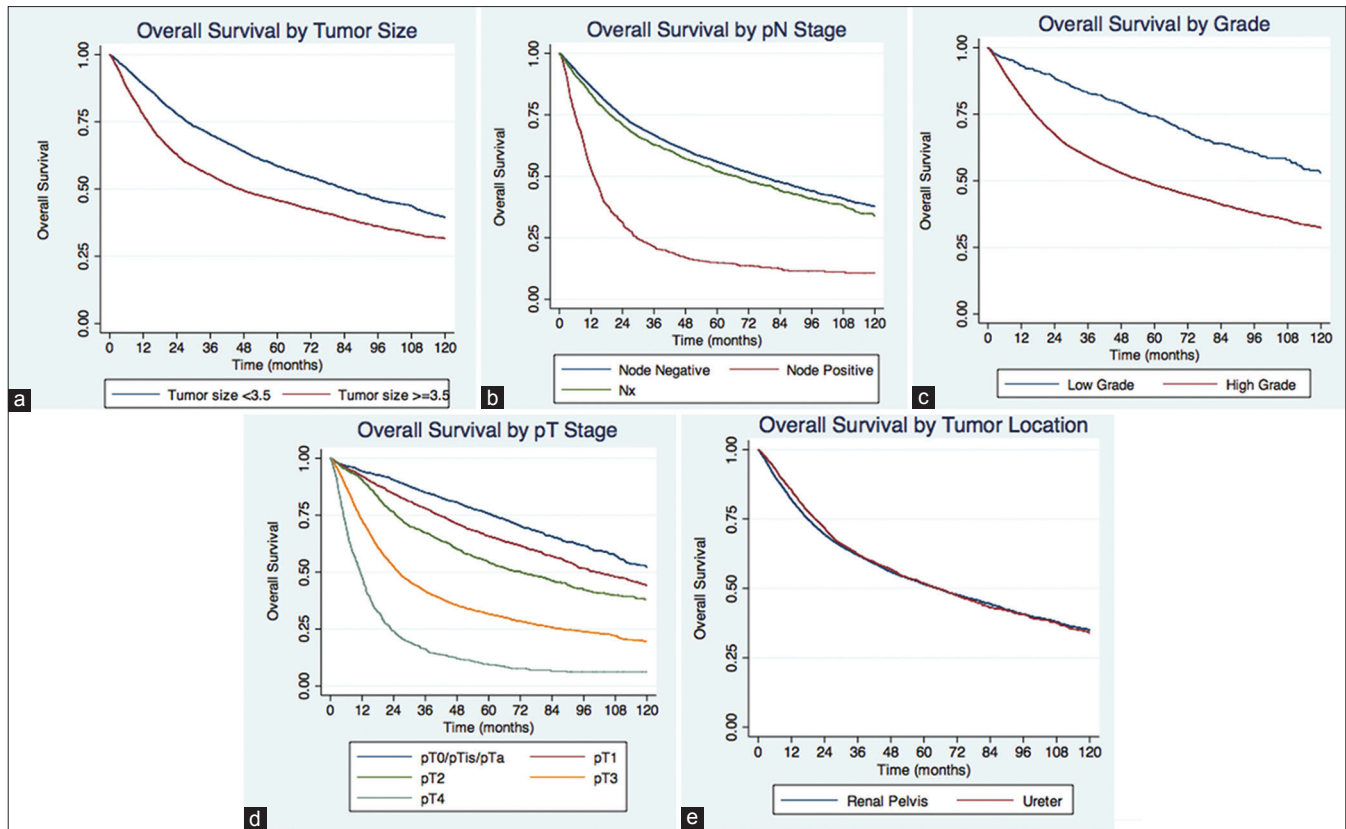 Overall Survival by Tumor Size
Overall Survival
1.00
0.75
0.50
0.25
0.00
0 12 24 36 48 60 72 84 96 108 120
Time (months)
Tumor size <3.5 Tumor size >=3.5
a
Overall Survival by pN Stage
Overall Survival
1.00
0.75
0.50
0.25
0.00
0 12 24 36 48 60 72 84 96 108 120
Time (months)
Node Negative Node Positive
Nx
b
Overall Survival by Grade
Overall Survival
1.00
0.75
0.50
0.25
0.00
0 12 24 36 48 60 72 84 96 108 120
Time (months)
Low Grade High Grade
c
Overall Survival by pT Stage
Overall Survival
1.00
0.75
0.50
0.25
0.00
0 12 24 36 48 60 72 84 96 108 120
Time (months)
pT0/pTis/pTa pT1
pT2 pT3
pT4
d
Overall Survival by Tumor Location
Overall Survival
1.00
0.75
0.50
0.25
0.00
0 12 24 36 48 60 72 84 96 108 120
Time (months)
Renal Pelvis Ureter
e